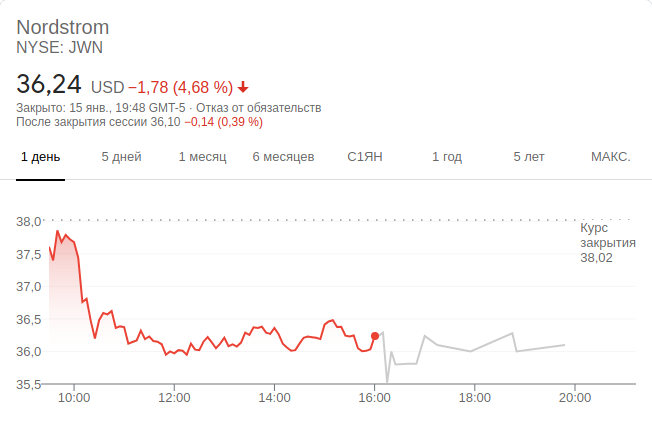 Nordstrom
NYSE: JWN
36,24 USD −1,78 (4,68 %)
Закрыто: 15 янв., 19:48 GMT-5 · Отказ от обязательств
После закрытия сессии 36,10 −0,14 (0,39 %)
1 день 5 дней 1 месяц 6 месяцев С1ЯН 1 год 5 лет МАКС.
38,0
Курс
закрытия
38,02
37,5
37,0
36,5
36,0
35,5
10:00 12:00 14:00 16:00 18:00 20:00